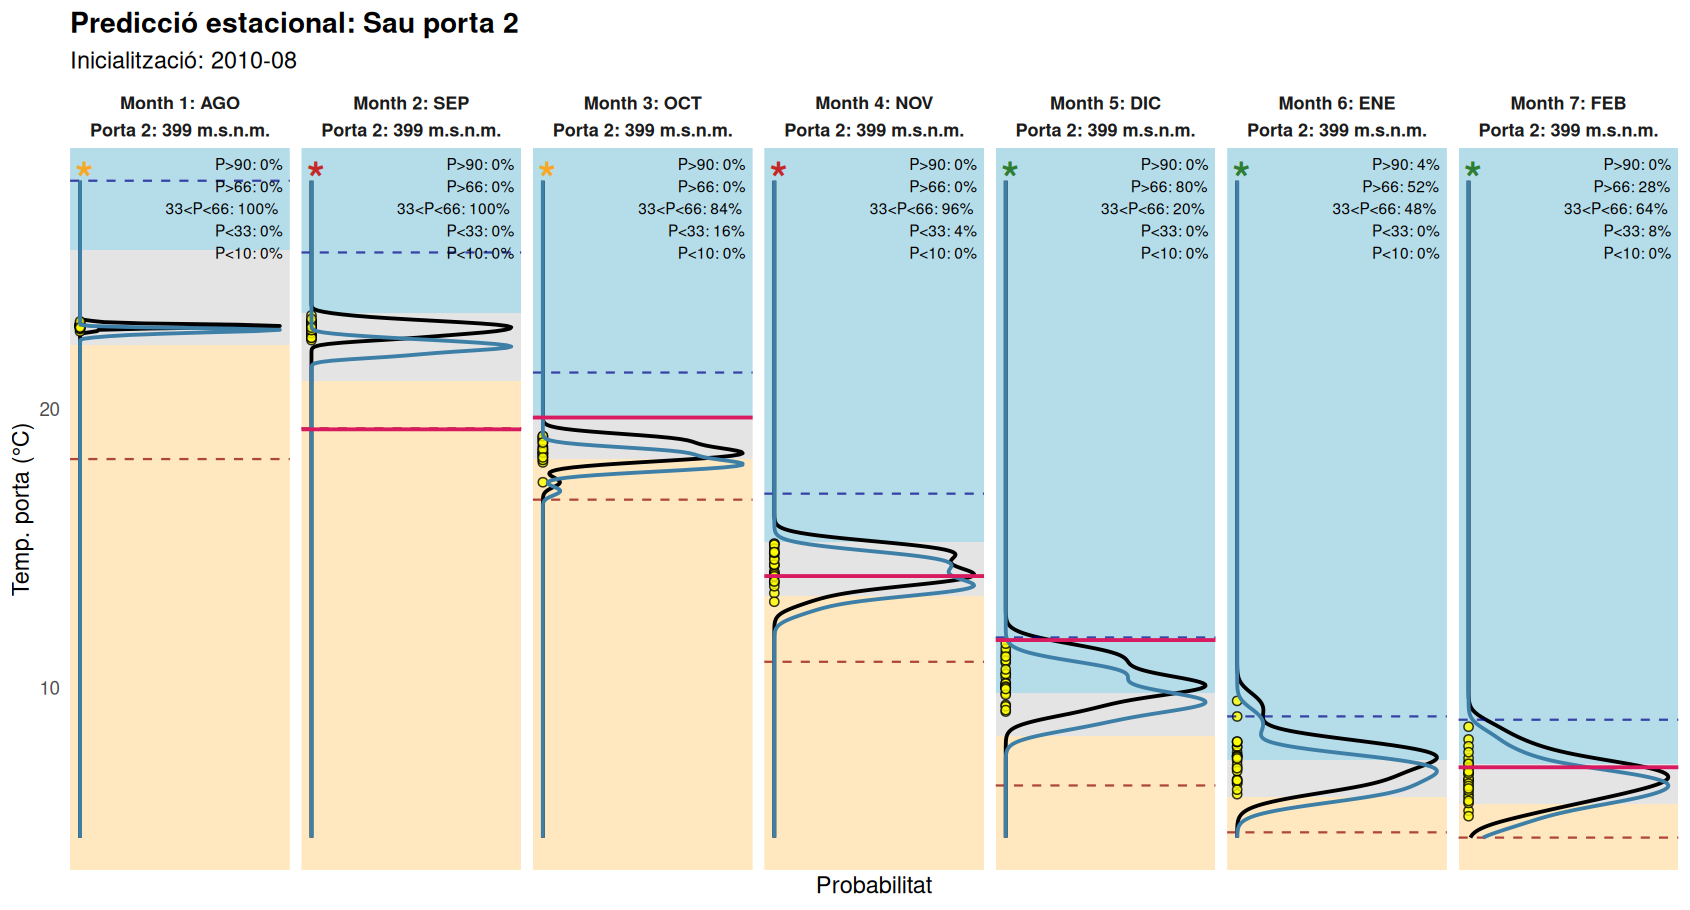 Predicció estacional: Sau porta 2
Inicialització: 2010-08
Month 1: AGO
Porta 2: 399 m.s.n.m.
Month 2: SEP
Porta 2: 399 m.s.n.m.
Month 3: OCT
Porta 2: 399 m.s.n.m.
Month 4: NOV
Porta 2: 399 m.s.n.m.
Month 5: DIC
Porta 2: 399 m.s.n.m.
Month 6: ENE
Porta 2: 399 m.s.n.m.
Month 7: FEB
Porta 2: 399 m.s.n.m.
*
P>90: 0%
P>66: 0%
33<P<66: 100%
P<33: 0%
P<10: 0%
*
P>90: 0%
P>66: 0%
33<P<66: 100%
P<33: 0%
P<10: 0%
*
P>90: 0%
P>66: 0%
33<P<66: 84%
P<33: 16%
P<10: 0%
*
P>90: 0%
P>66: 0%
33<P<66: 96%
P<33: 4%
P<10: 0%
*
P>90: 0%
P>66: 80%
33<P<66: 20%
P<33: 0%
P<10: 0%
*
P>90: 4%
P>66: 52%
33<P<66: 48%
P<33: 0%
P<10: 0%
*
P>90: 0%
P>66: 28%
33<P<66: 64%
P<33: 8%
P<10: 0%
20
10
Temp. porta (°C)
Probabilitat